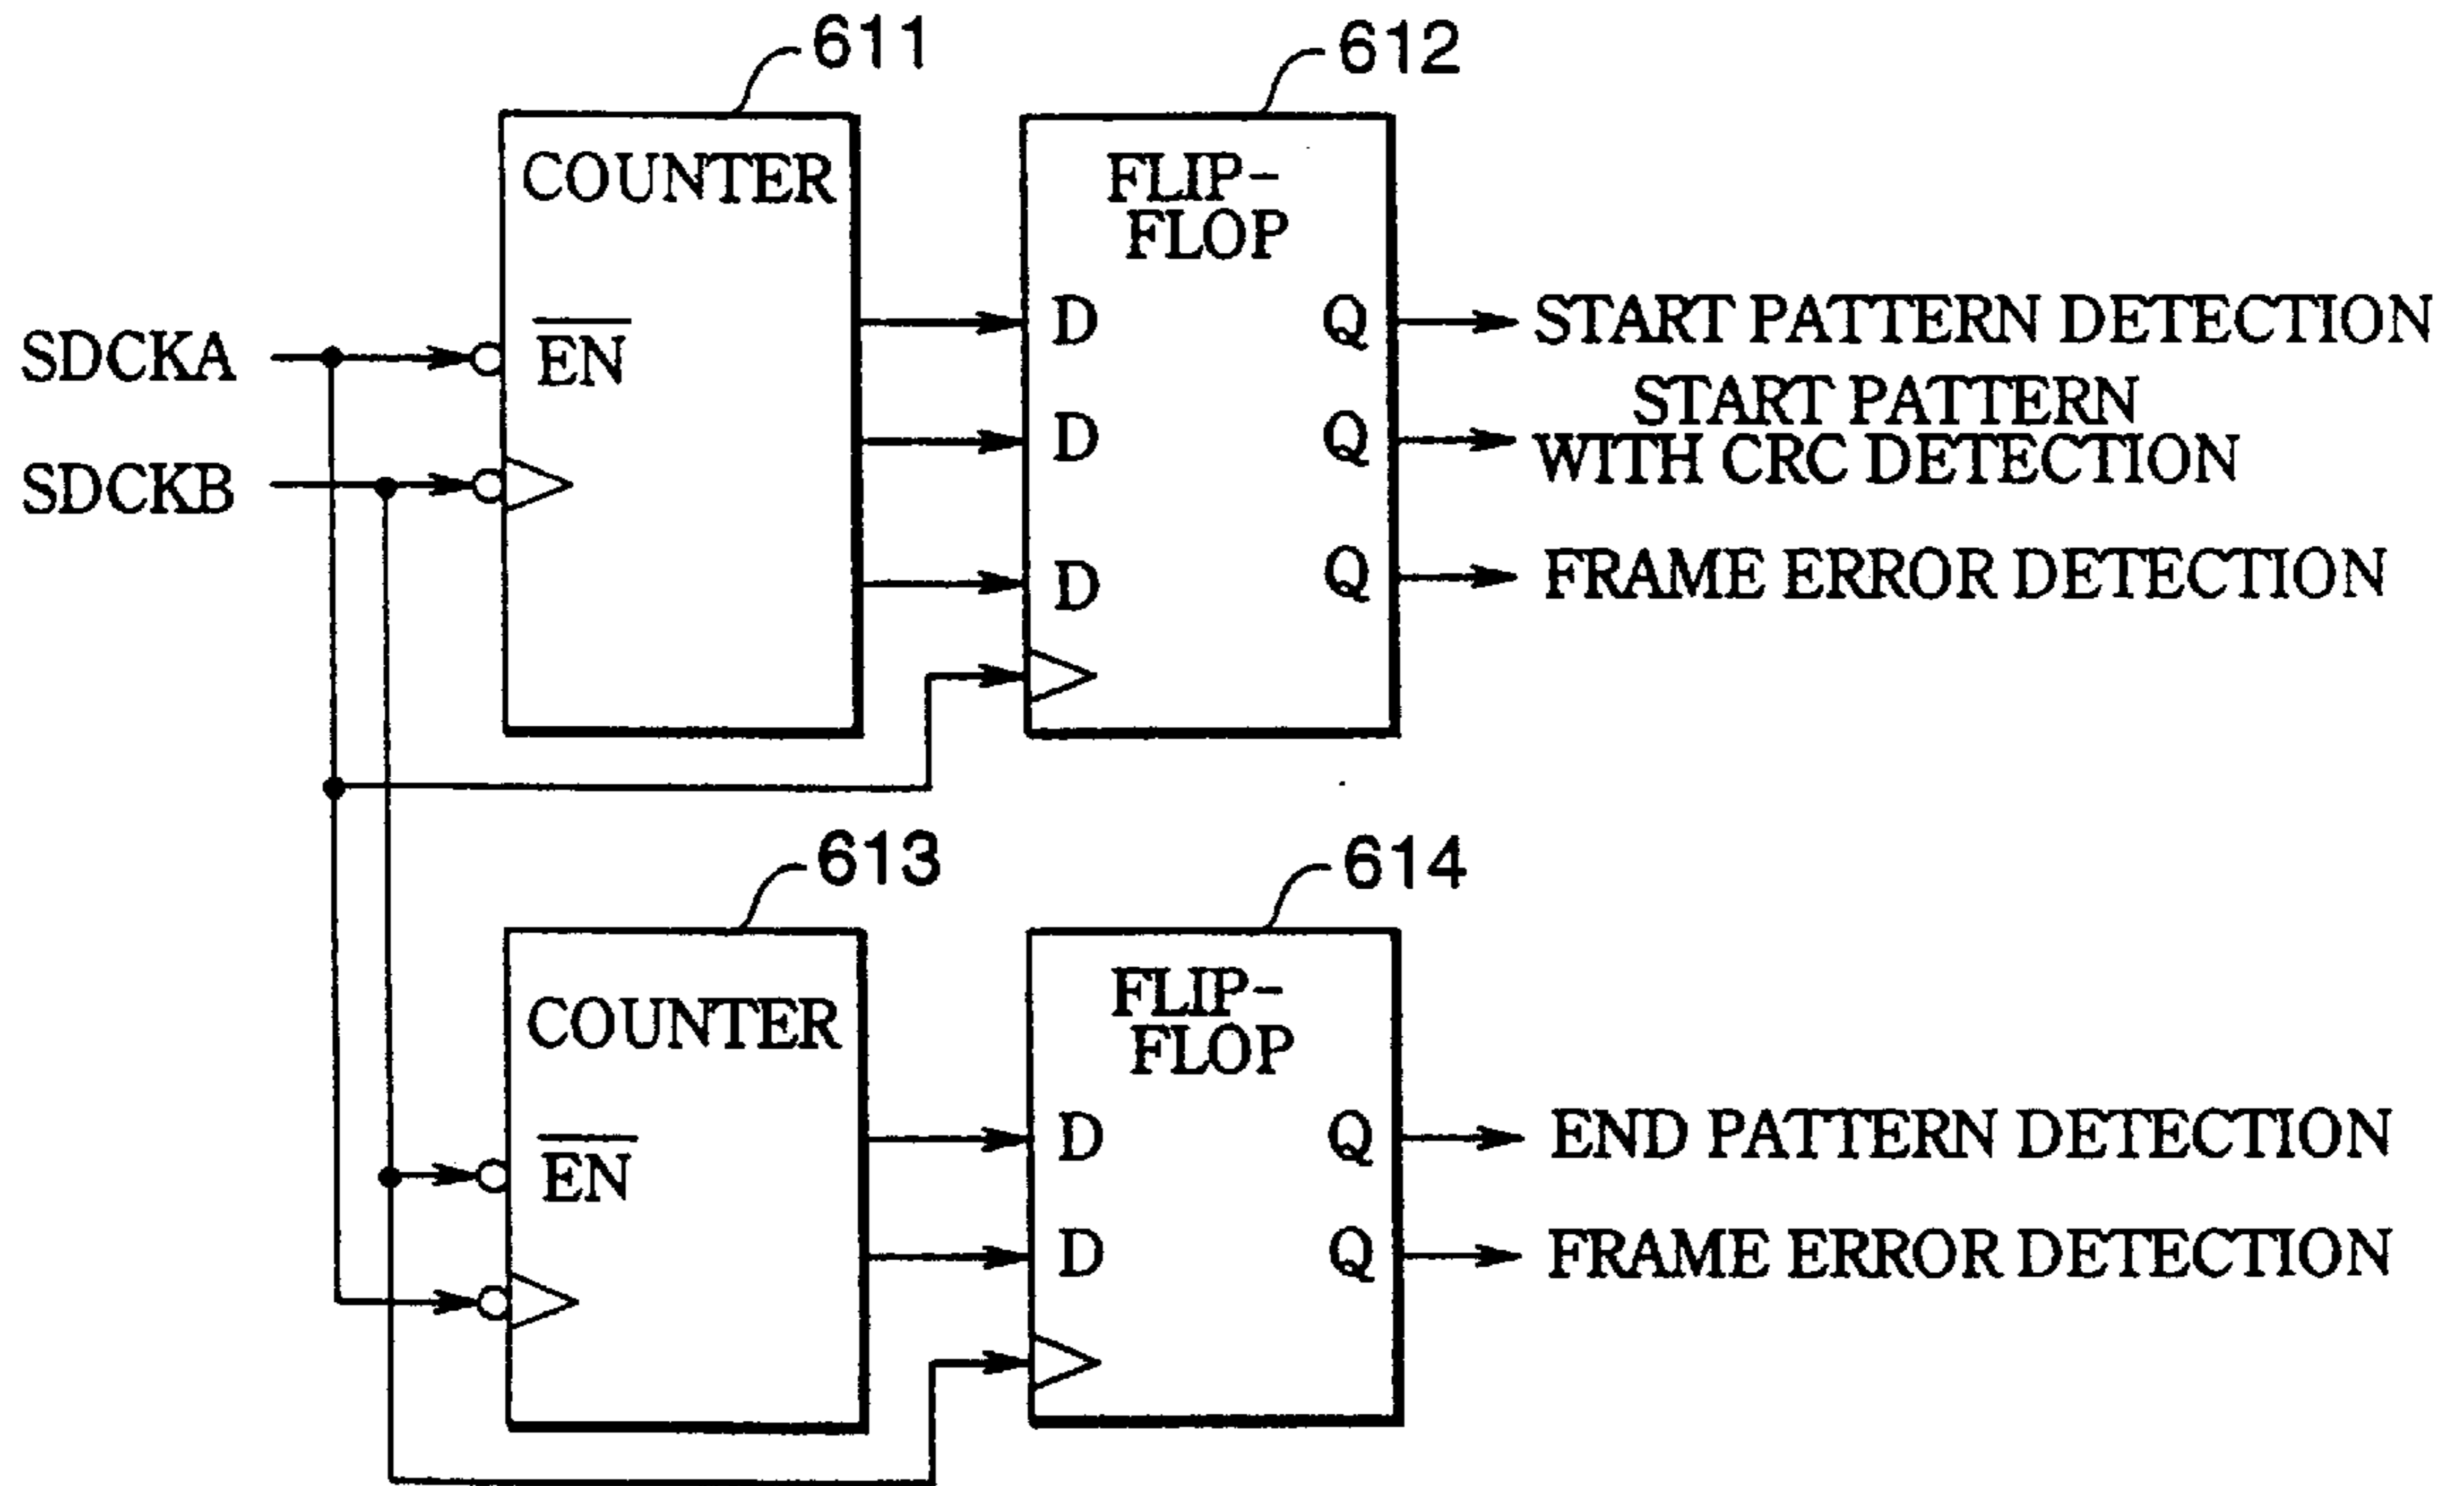 611
612
COUNTER
FLIP-
FLOP
EN
D
Q
START PATTERN DETECTION
SDCKA
START PATTERN
D
Q
WITH CRC DETECTION
SDCKB
D
Q
FRAME ERROR DETECTION
613
614
COUNTER
FLIP-
FLOP
EN
D
Q
END PATTERN DETECTION
D
Q
FRAME ERROR DETECTION